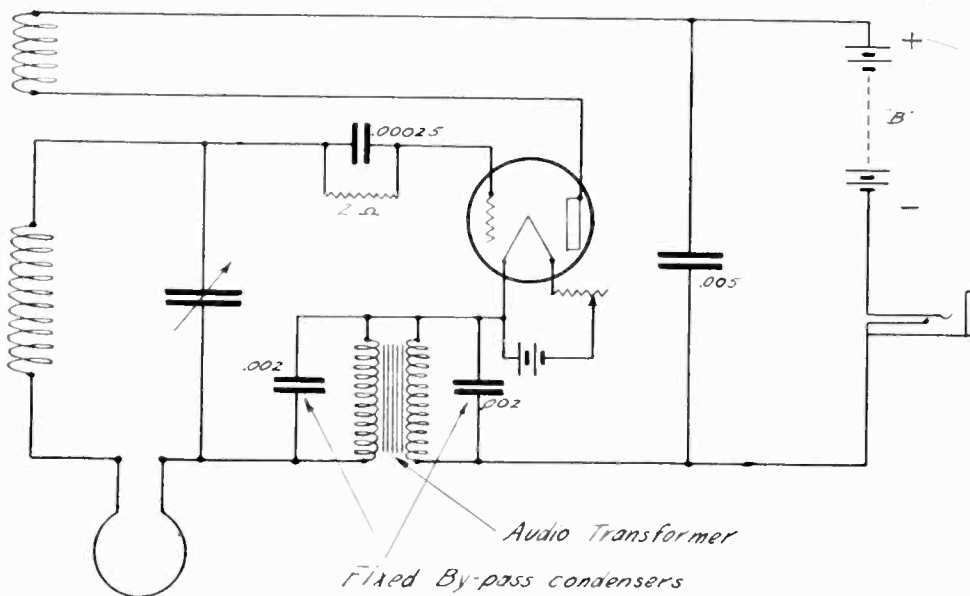 +
"B"
−
.00025
2 Ω
.005
.002
.002
Audio Transformer
Fixed By-pass condensers